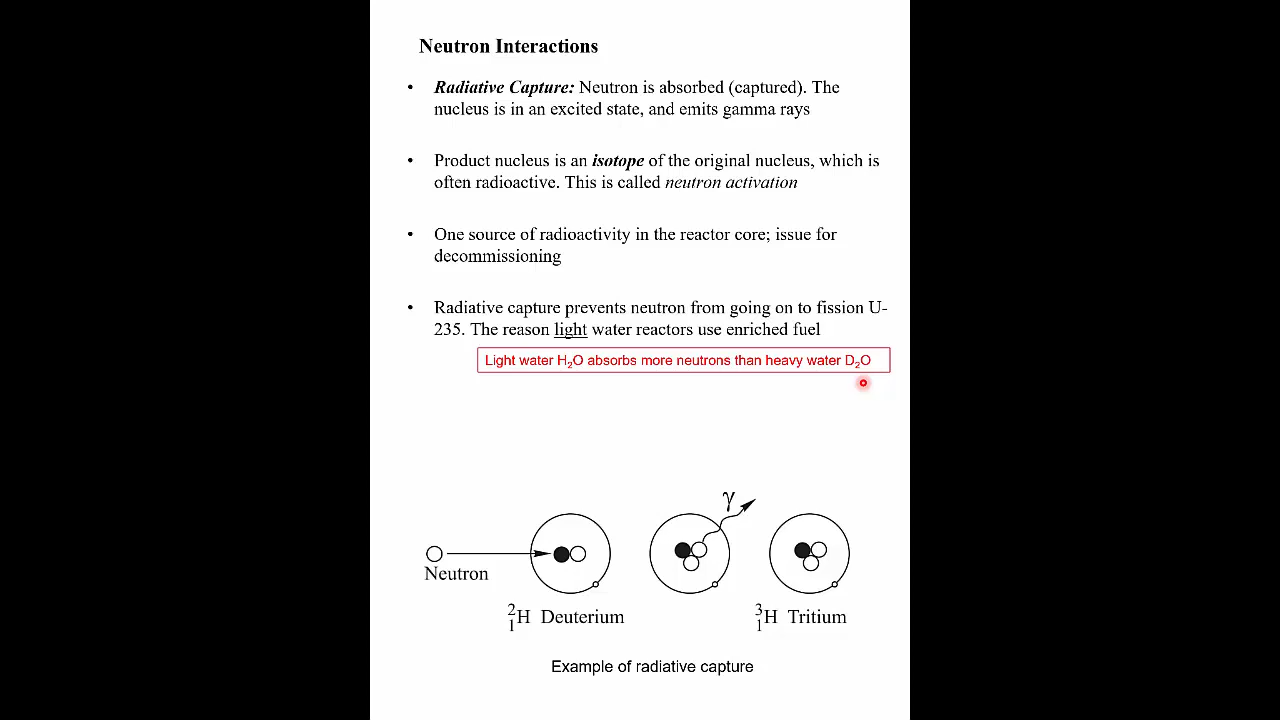 Neutron Interactions
• Radiative Capture: Neutron is absorbed (captured). The
nucleus is in an excited state, and emits gamma rays
• Product nucleus is an isotope of the original nucleus, which is
often radioactive. This is called neutron activation
• One source of radioactivity in the reactor core; issue for
decommissioning
• Radiative capture prevents neutron from going on to fission U-
235. The reason light water reactors use enriched fuel
Light water H₂O absorbs more neutrons than heavy water D₂O
γ
Neutron
²₁H Deuterium
³₁H Tritium
Example of radiative capture